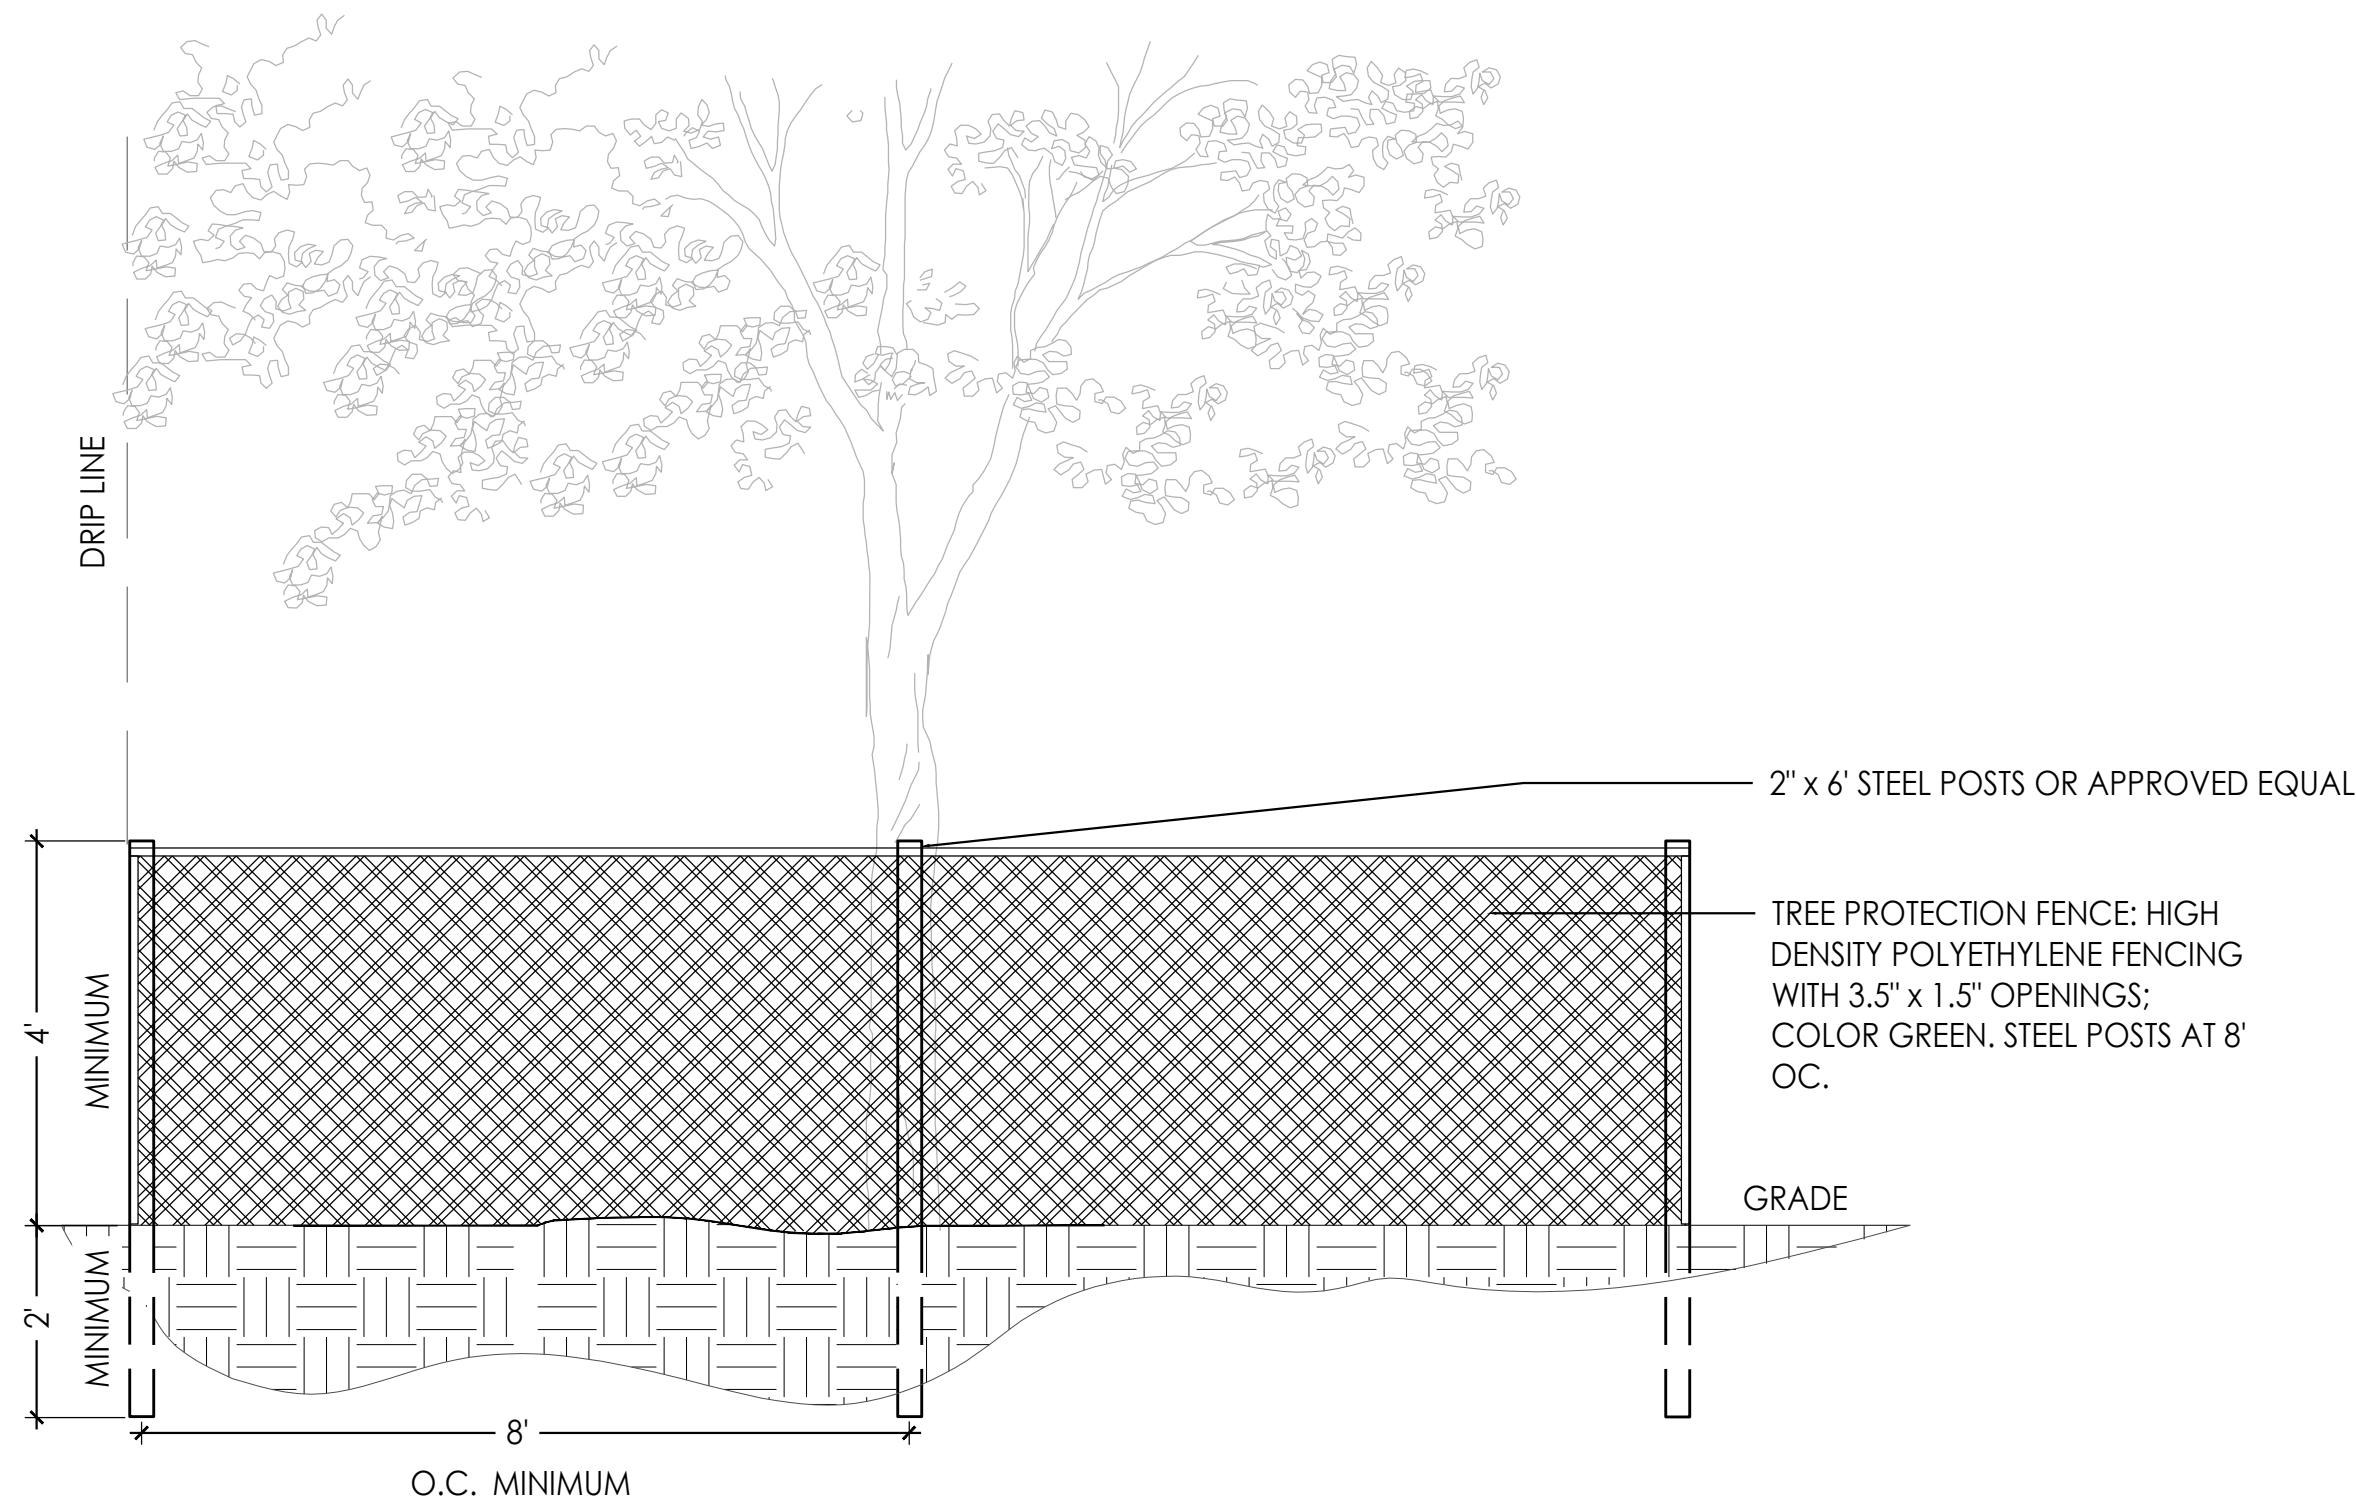 DRIP LINE
2" x 6' STEEL POSTS OR APPROVED EQUAL
TREE PROTECTION FENCE: HIGH
DENSITY POLYETHYLENE FENCING
WITH 3.5" x 1.5" OPENINGS;
COLOR GREEN. STEEL POSTS AT 8'
OC.
4'
MINIMUM
GRADE
2'
MINIMUM
8'
O.C. MINIMUM